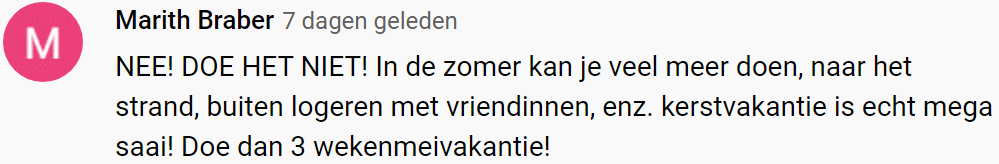 M
Marith Braber 7 dagen geleden
NEE! DOE HET NIET! In de zomer kan je veel meer doen, naar het
strand, buiten logeren met vriendinnen, enz. kerstvakantie is echt mega
saai! Doe dan 3 wekenmeivakantie!